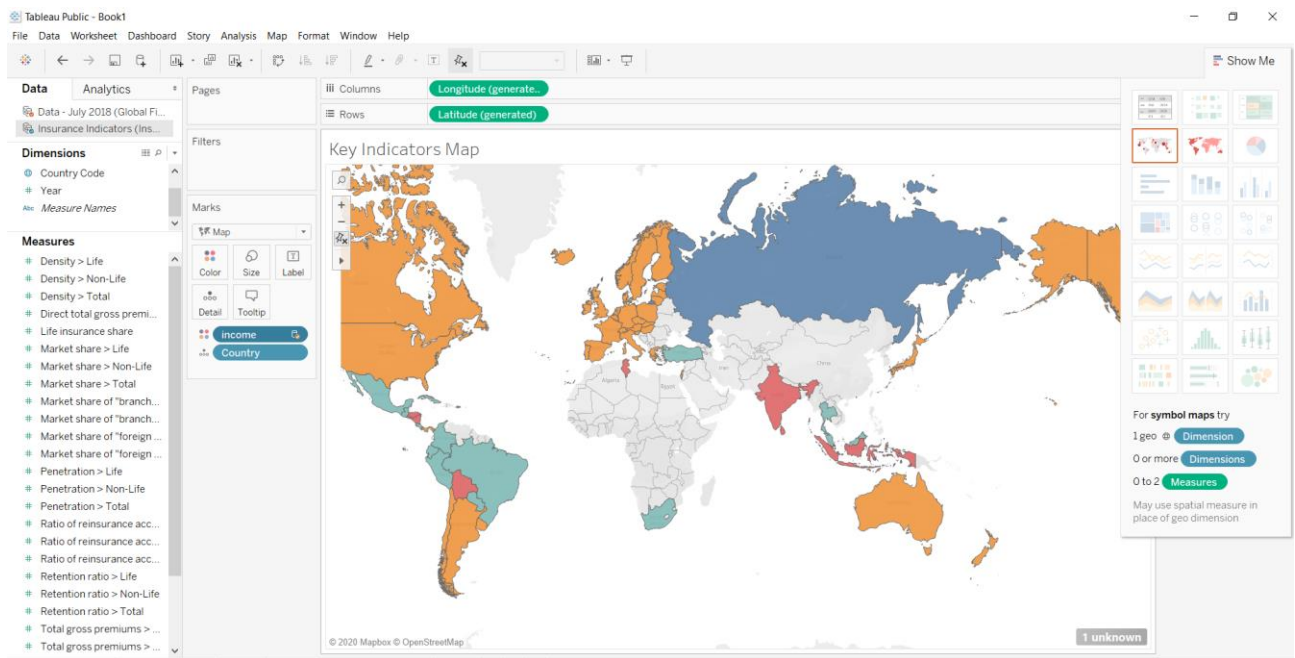 Tableau Public - Book1
File Data Worksheet Dashboard Story Analysis Map Format Window Help
Show Me
Data Analytics
Data - July 2018 (Global Fi...
Insurance Indicators (Ins...
Dimensions
Country Code
# Year
Abc Measure Names
Measures
# Density > Life
# Density > Non-Life
# Density > Total
# Direct total gross premi...
# Life insurance share
# Market share > Life
# Market share > Non-Life
# Market share > Total
# Market share of "branch...
# Market share of "branch...
# Market share of "foreign ...
# Market share of "foreign ...
# Penetration > Life
# Penetration > Non-Life
# Penetration > Total
# Ratio of reinsurance acc...
# Ratio of reinsurance acc...
# Ratio of reinsurance acc...
# Retention ratio > Life
# Retention ratio > Non-Life
# Retention ratio > Total
# Total gross premiums > ...
# Total gross premiums > ...
Pages
Filters
Marks
Map
Color Size Label
Detail Tooltip
income
Country
Columns Longitude (generate..
Rows Latitude (generated)
Key Indicators Map
China
Iran
Algeria
Egypt
© 2020 Mapbox © OpenStreetMap
1 unknown
For symbol maps try
1 geo Dimension
0 or more Dimensions
0 to 2 Measures
May use spatial measure in
place of geo dimension